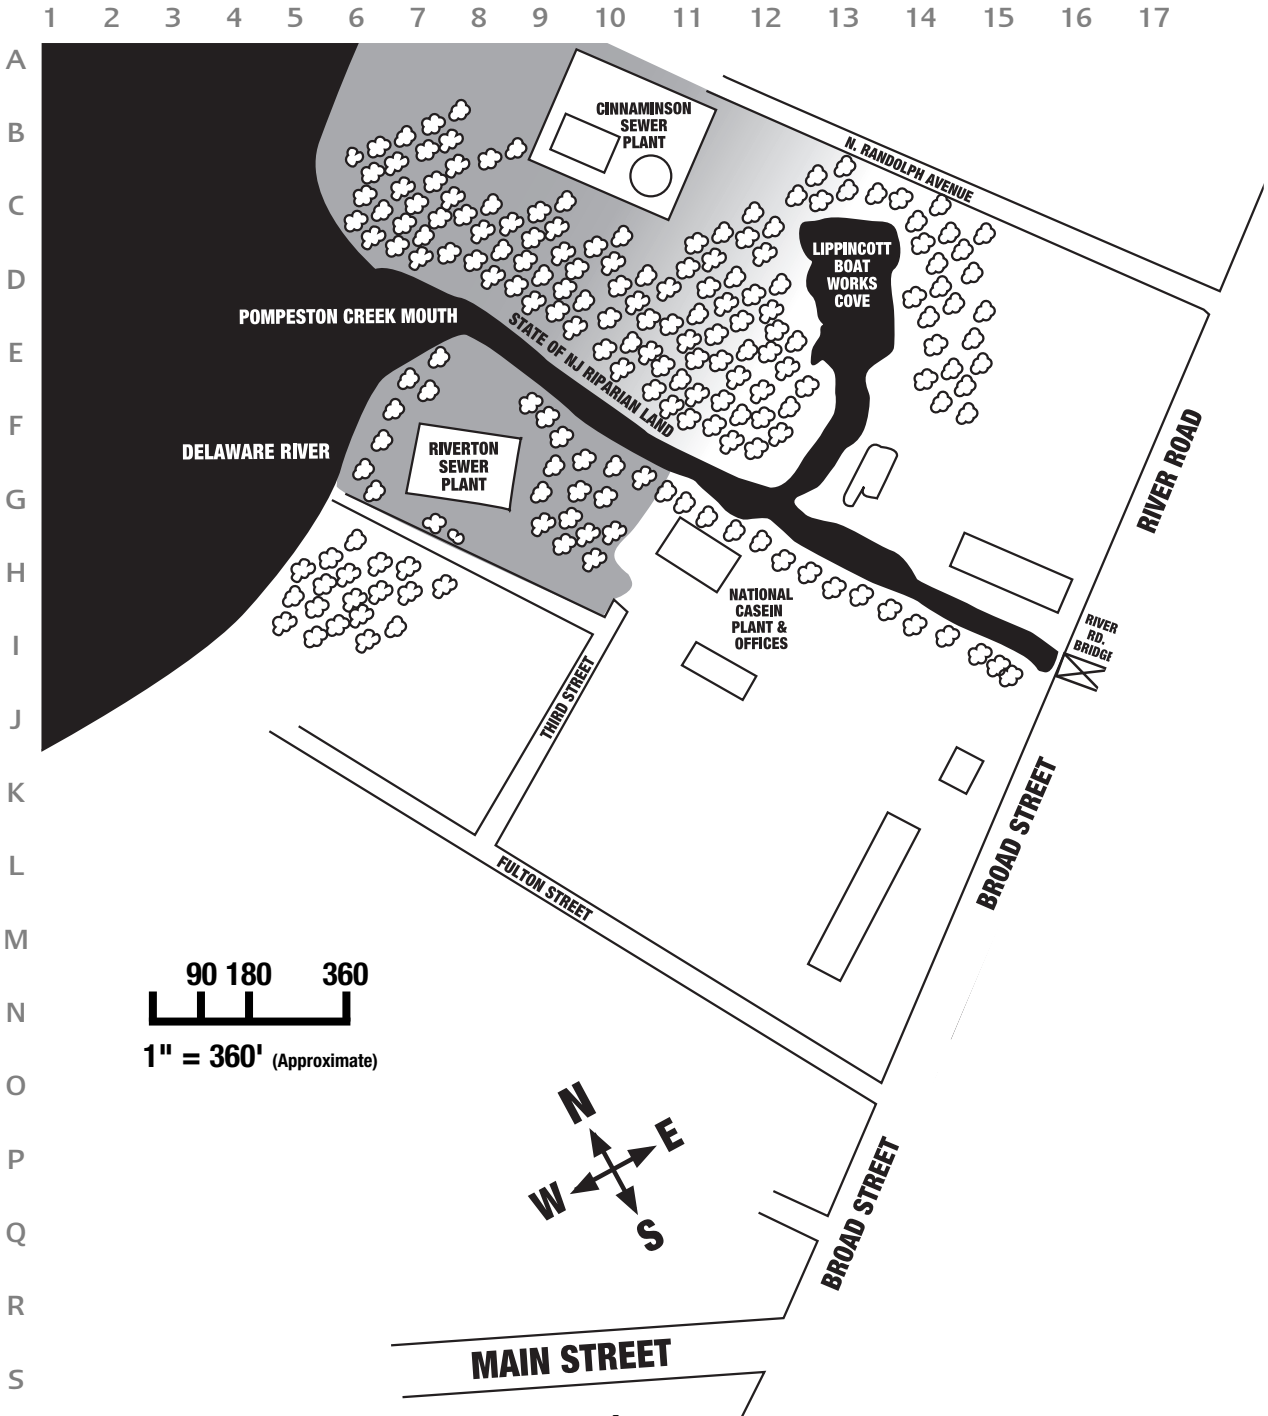 1 2 3 4 5 6 7 8 9 10 11 12 13 14 15 16 17
A
B
C
D
E
F
G
H
I
J
K
L
M
N
O
P
Q
R
S
CINNAMINSON
SEWER
PLANT
N. RANDOLPH AVENUE
LIPPINCOTT
BOAT
WORKS
COVE
POMPESTON CREEK MOUTH
STATE OF NJ RIPARIAN LAND
DELAWARE RIVER
RIVERTON
SEWER
PLANT
RIVER ROAD
NATIONAL
CASEIN
PLANT &
OFFICES
RIVER
RD.
BRIDGE
THIRD STREET
BROAD STREET
FULTON STREET
90 180 360
1" = 360' (Approximate)
N
E
W
S
BROAD STREET
MAIN STREET